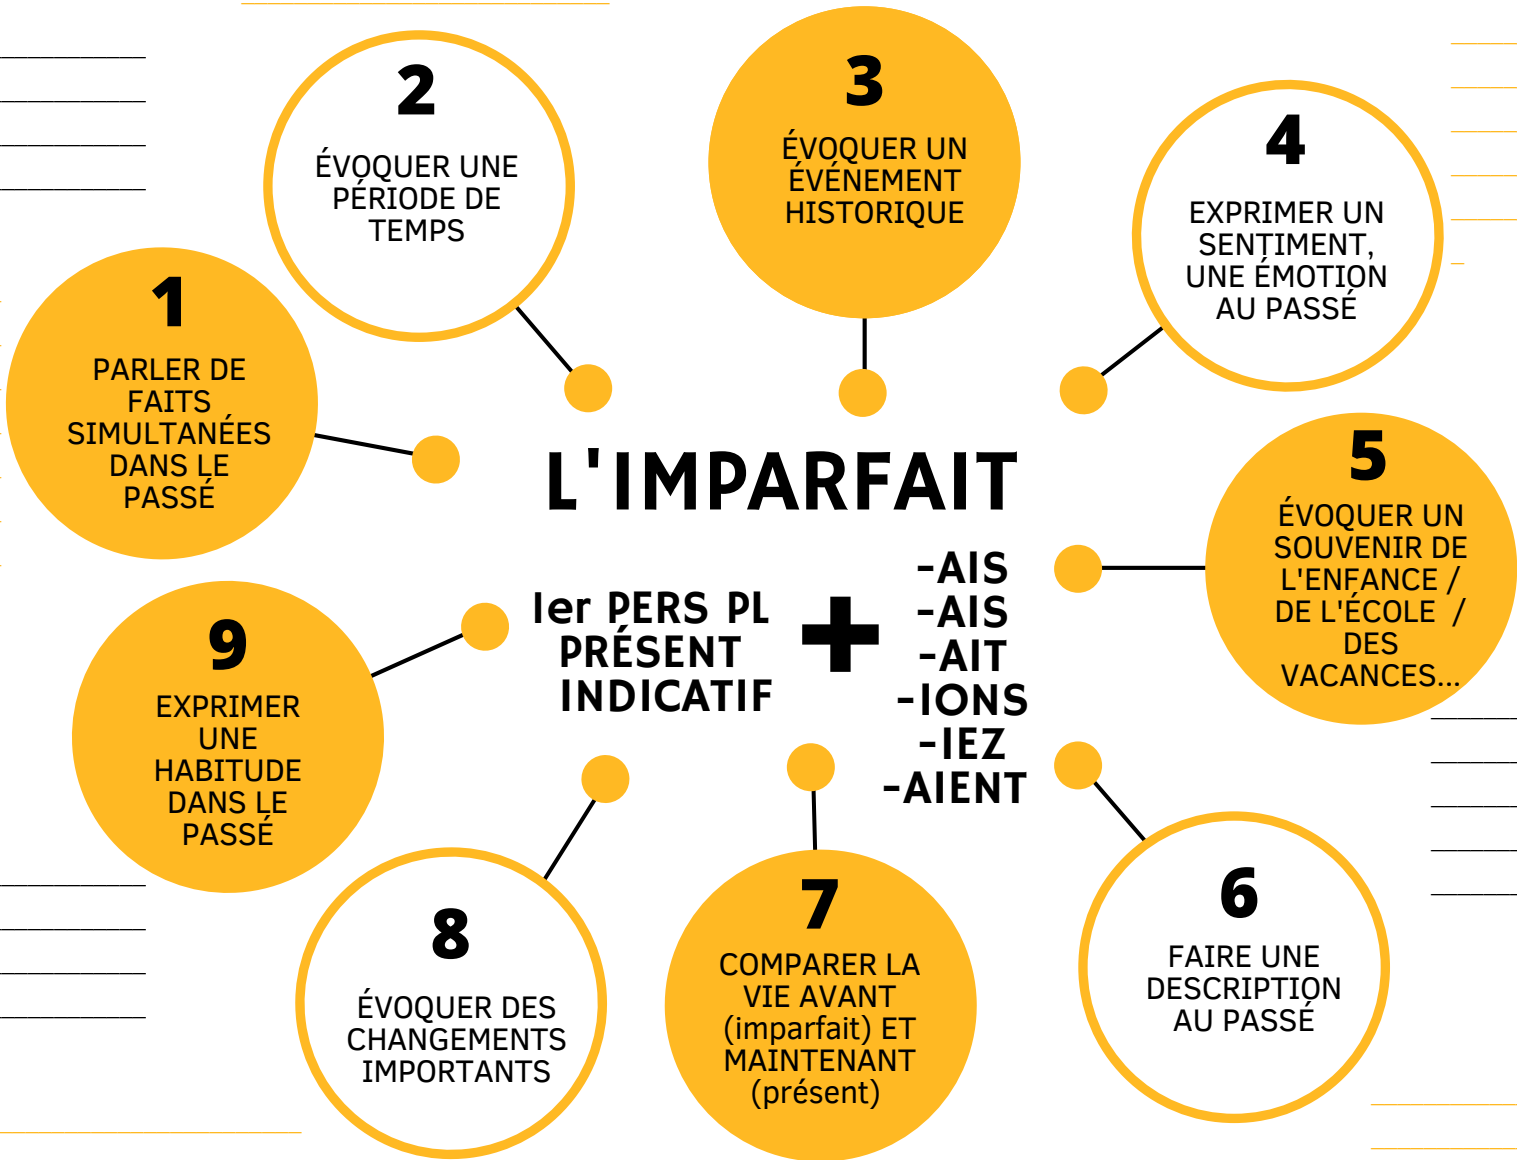 1
PARLER DE
FAITS
SIMULTANÉES
DANS LE
PASSÉ
2
ÉVOQUER UNE
PÉRIODE DE
TEMPS
3
ÉVOQUER UN
ÉVÉNEMENT
HISTORIQUE
4
EXPRIMER UN
SENTIMENT,
UNE ÉMOTION
AU PASSÉ
L'IMPARFAIT
1er PERS PL
PRÉSENT
INDICATIF
+
-AIS
-AIS
-AIT
-IONS
-IEZ
-AIENT
5
ÉVOQUER UN
SOUVENIR DE
L'ENFANCE /
DE L'ÉCOLE /
DES
VACANCES...
6
FAIRE UNE
DESCRIPTION
AU PASSÉ
7
COMPARER LA
VIE AVANT
(imparfait) ET
MAINTENANT
(présent)
8
ÉVOQUER DES
CHANGEMENTS
IMPORTANTS
9
EXPRIMER
UNE
HABITUDE
DANS LE
PASSÉ